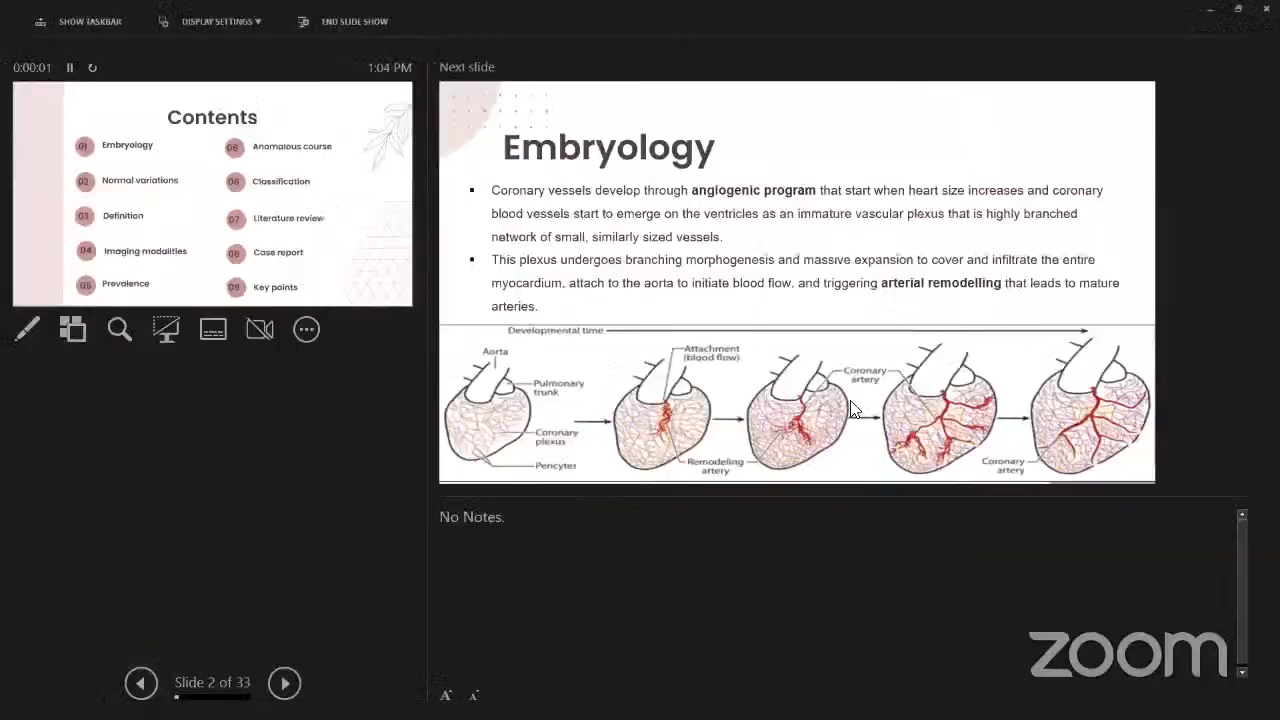 SHOW TASKBAR
DISPLAY SETTINGS ▼
END SLIDE SHOW
0:00:01
1:04 PM
Next slide
Contents
01 Embryology
02 Normal variations
03 Definition
04 Imaging modalities
05 Prevalence
06 Anomalous course
06 Classification
07 Literature review
08 Case report
09 Key points
Embryology
▪ Coronary vessels develop through angiogenic program that start when heart size increases and coronary
blood vessels start to emerge on the ventricles as an immature vascular plexus that is highly branched
network of small, similarly sized vessels.
▪ This plexus undergoes branching morphogenesis and massive expansion to cover and infiltrate the entire
myocardium, attach to the aorta to initiate blood flow, and triggering arterial remodelling that leads to mature
arteries.
Developmental time
Aorta
Pulmonary
trunk
Coronary
plexus
Pericytes
Attachment
(blood flow)
Remodeling
artery
Coronary
artery
Coronary
artery
No Notes.
Slide 2 of 33
A A
zoom